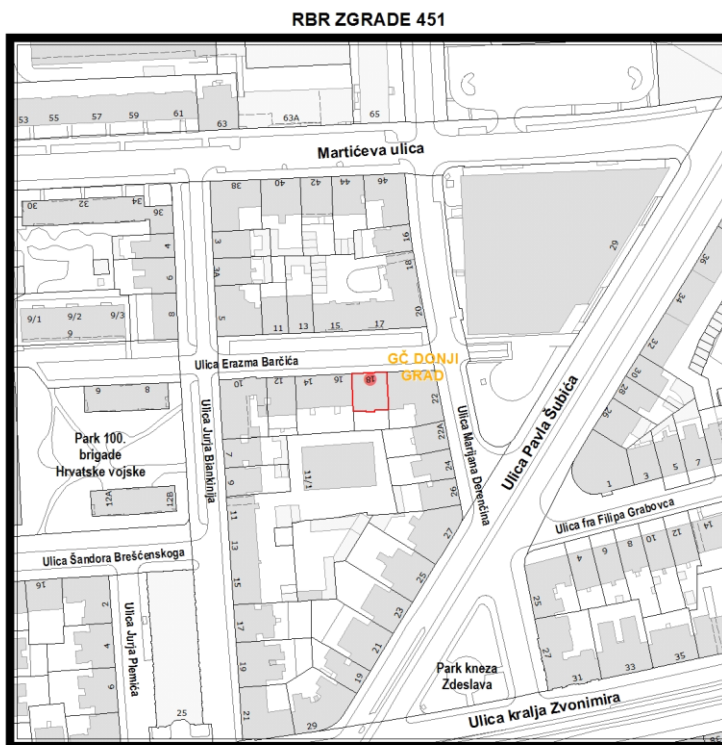 RBR ZGRADE 451
53 55 57 59 61 63 63A 65
Martićeva ulica
30 32 34 36 38 40 42 44 46
4 3 16
6 3A 18
29
36
34
9/1 9/2 9/3 8 5 20
9
11 13 15 17
32
Ulica Erazma Barčića
GČ DONJI
GRAD
30
28
26
6 8
10 12 14 16 18 22
Ulica Jurja Biankinija
Ulica Marijana Derenčina
Ulica Pavla Šubića
Park 100.
brigade
Hrvatske vojske
7 22A
9 11/1 24
12A 12B 26
1 3 5 7
11 27
Ulica fra Filipa Grabovca
13
Ulica Šandora Brešćenskoga
15 25
4 6 8 10 12 14
16
2
Ulica Jurja Plemića
17 23
25
4 19 21
27
6 21 19
Park kneza
Zdeslava
31 33 35
25 29
Ulica kralja Zvonimira
38